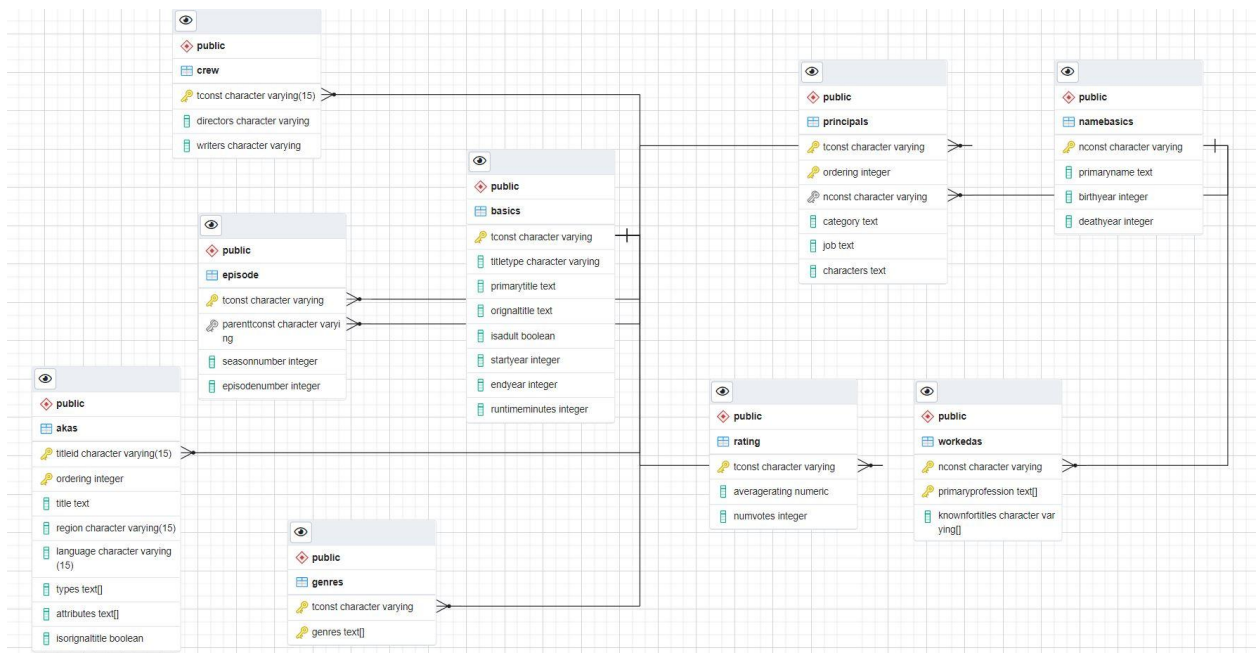 public
crew
tconst character varying(15)
directors character varying
writers character varying
public
basics
tconst character varying
titletype character varying
primarytitle text
orignaltitle text
isadult boolean
startyear integer
endyear integer
runtimeminutes integer
public
episode
tconst character varying
parenttconst character varyi
ng
seasonnumber integer
episodenumber integer
public
akas
titleid character varying(15)
ordering integer
title text
region character varying(15)
language character varying
(15)
types text[]
attributes text[]
isorignaltitle boolean
public
genres
tconst character varying
genres text[]
public
principals
tconst character varying
ordering integer
nconst character varying
category text
job text
characters text
public
namebasics
nconst character varying
primaryname text
birthyear integer
deathyear integer
public
rating
tconst character varying
averagerating numeric
numvotes integer
public
workedas
nconst character varying
primaryprofession text[]
knownfortitles character var
ying[]